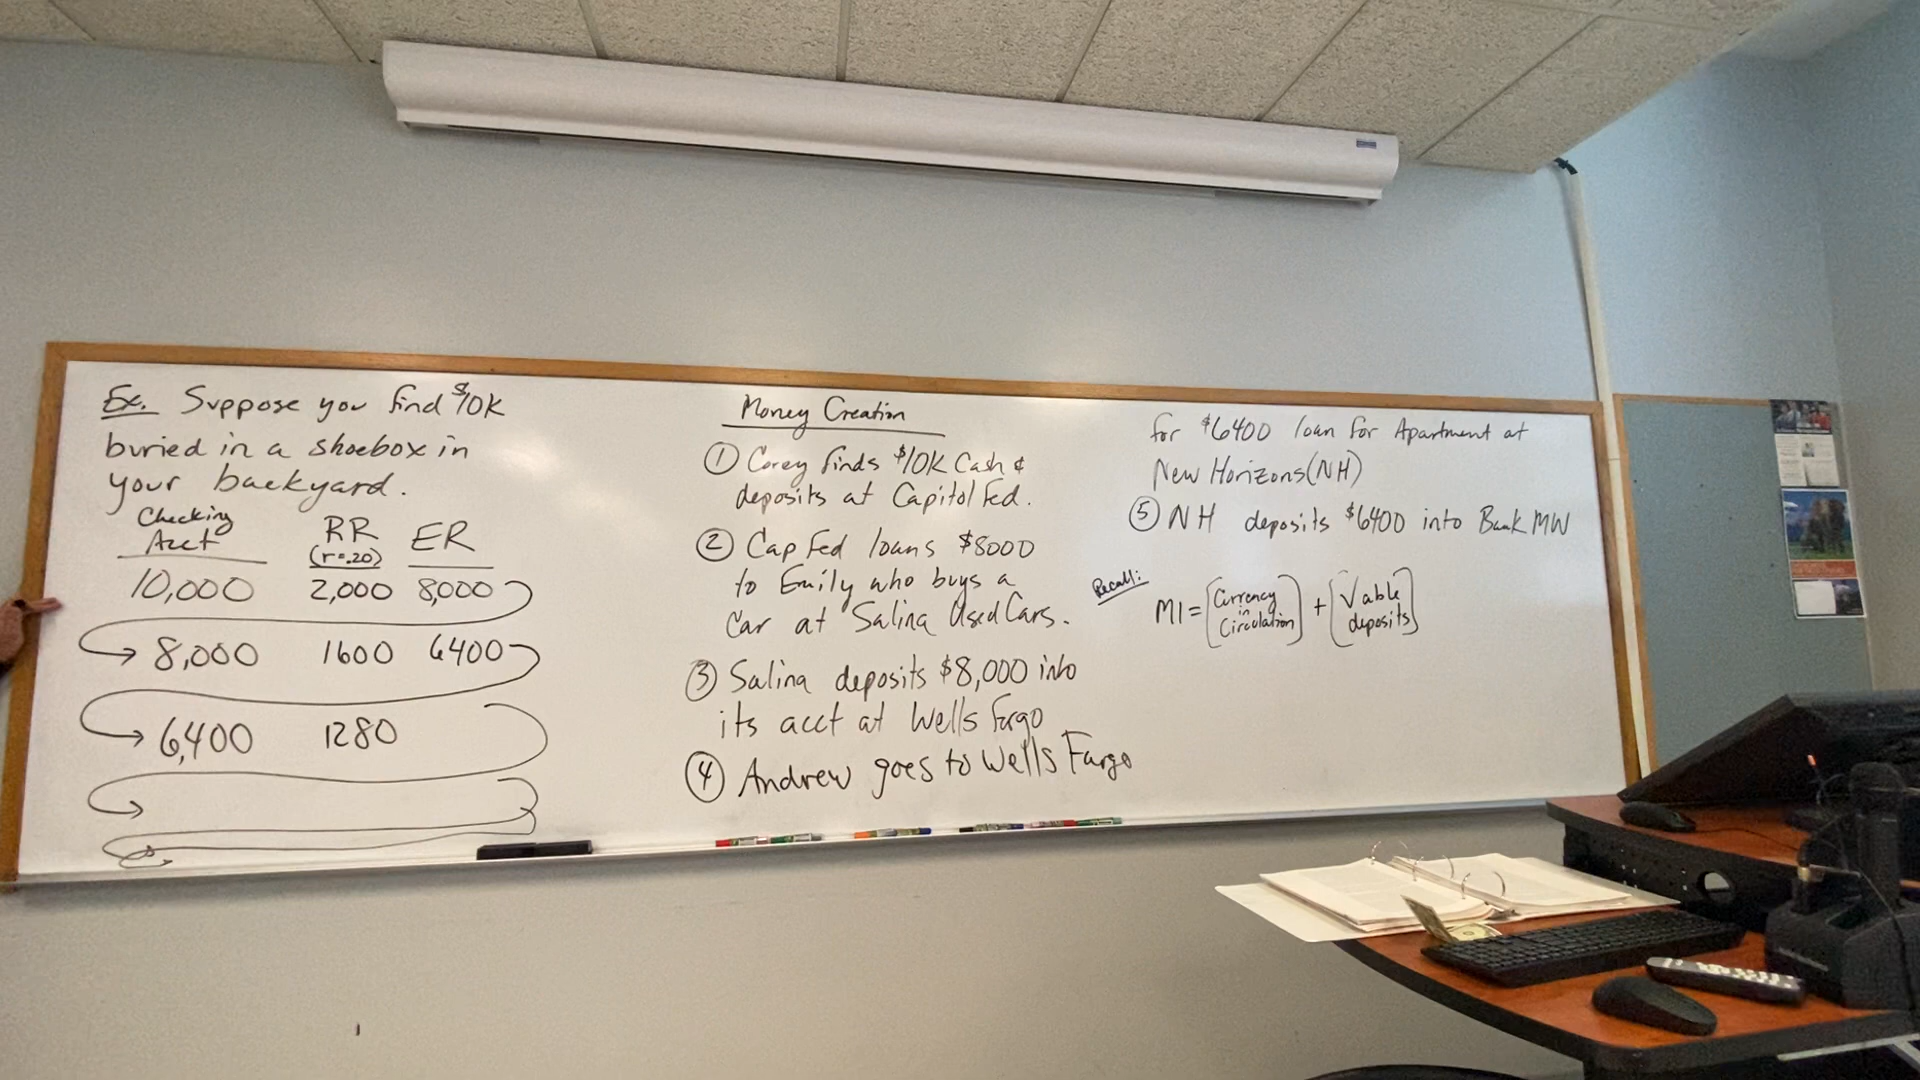 Ex. Suppose you find $10K
buried in a shoebox in
your backyard.
Checking
Acct
RR
(r=.20)
ER
10,000 2,000 8,000
8,000 1600 6400
6,400 1280
Money Creation
① Corey finds $10K Cash &
deposits at Capitol Fed.
② Cap Fed loans $8000
to Emily who buys a
Car at Salina Used Cars.
③ Salina deposits $8,000 into
its acct at Wells Fargo
④ Andrew goes to Wells Fargo
for $6400 loan for Apartment at
New Horizons (NH)
⑤ NH deposits $6400 into Bank MW
Recall:
M1 = [Currency in Circulation] + [√able deposits]